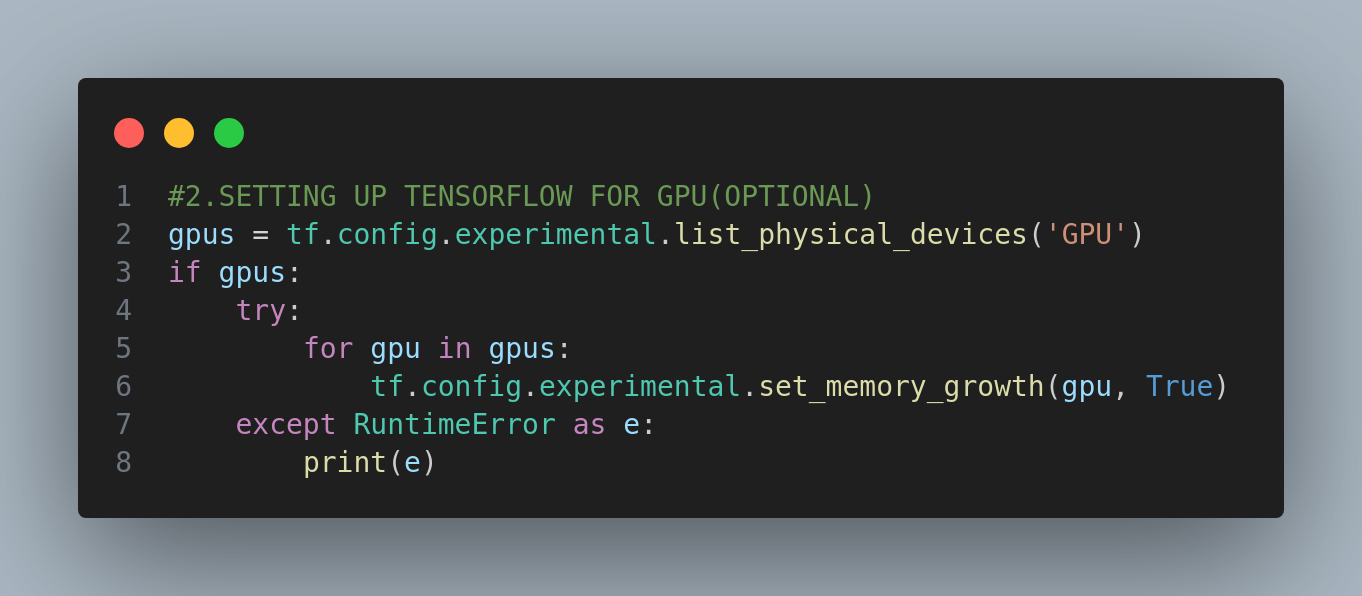 1 #2.SETTING UP TENSORFLOW FOR GPU(OPTIONAL)
2 gpus = tf.config.experimental.list_physical_devices('GPU')
3 if gpus:
4     try:
5         for gpu in gpus:
6             tf.config.experimental.set_memory_growth(gpu, True)
7     except RuntimeError as e:
8         print(e)